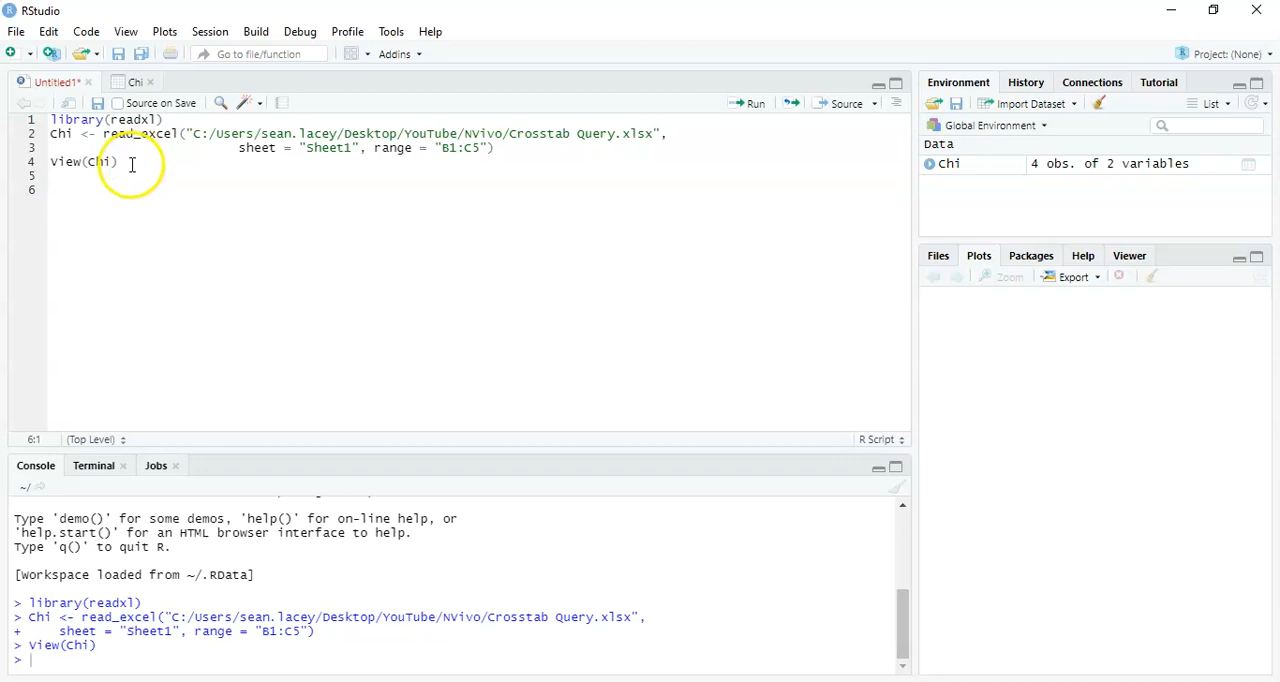 RStudio
File Edit Code View Plots Session Build Debug Profile Tools Help
Go to file/function Addins Project: (None)
Untitled1* Chi
Source on Save Run Source
1 library(readxl)
2 Chi <- read_excel("C:/Users/sean.lacey/Desktop/YouTube/NVivo/Crosstab Query.xlsx",
3 sheet = "Sheet1", range = "B1:C5")
4 View(Chi)
5
6
6:1 (Top Level) R Script
Console Terminal Jobs
~/
Type 'demo()' for some demos, 'help()' for on-line help, or
'help.start()' for an HTML browser interface to help.
Type 'q()' to quit R.
[Workspace loaded from ~/.RData]
> library(readxl)
> Chi <- read_excel("C:/Users/sean.lacey/Desktop/YouTube/NVivo/Crosstab Query.xlsx",
+ sheet = "Sheet1", range = "B1:C5")
> View(Chi)
>
Environment History Connections Tutorial
Import Dataset List
Global Environment
Data
Chi 4 obs. of 2 variables
Files Plots Packages Help Viewer
Zoom Export